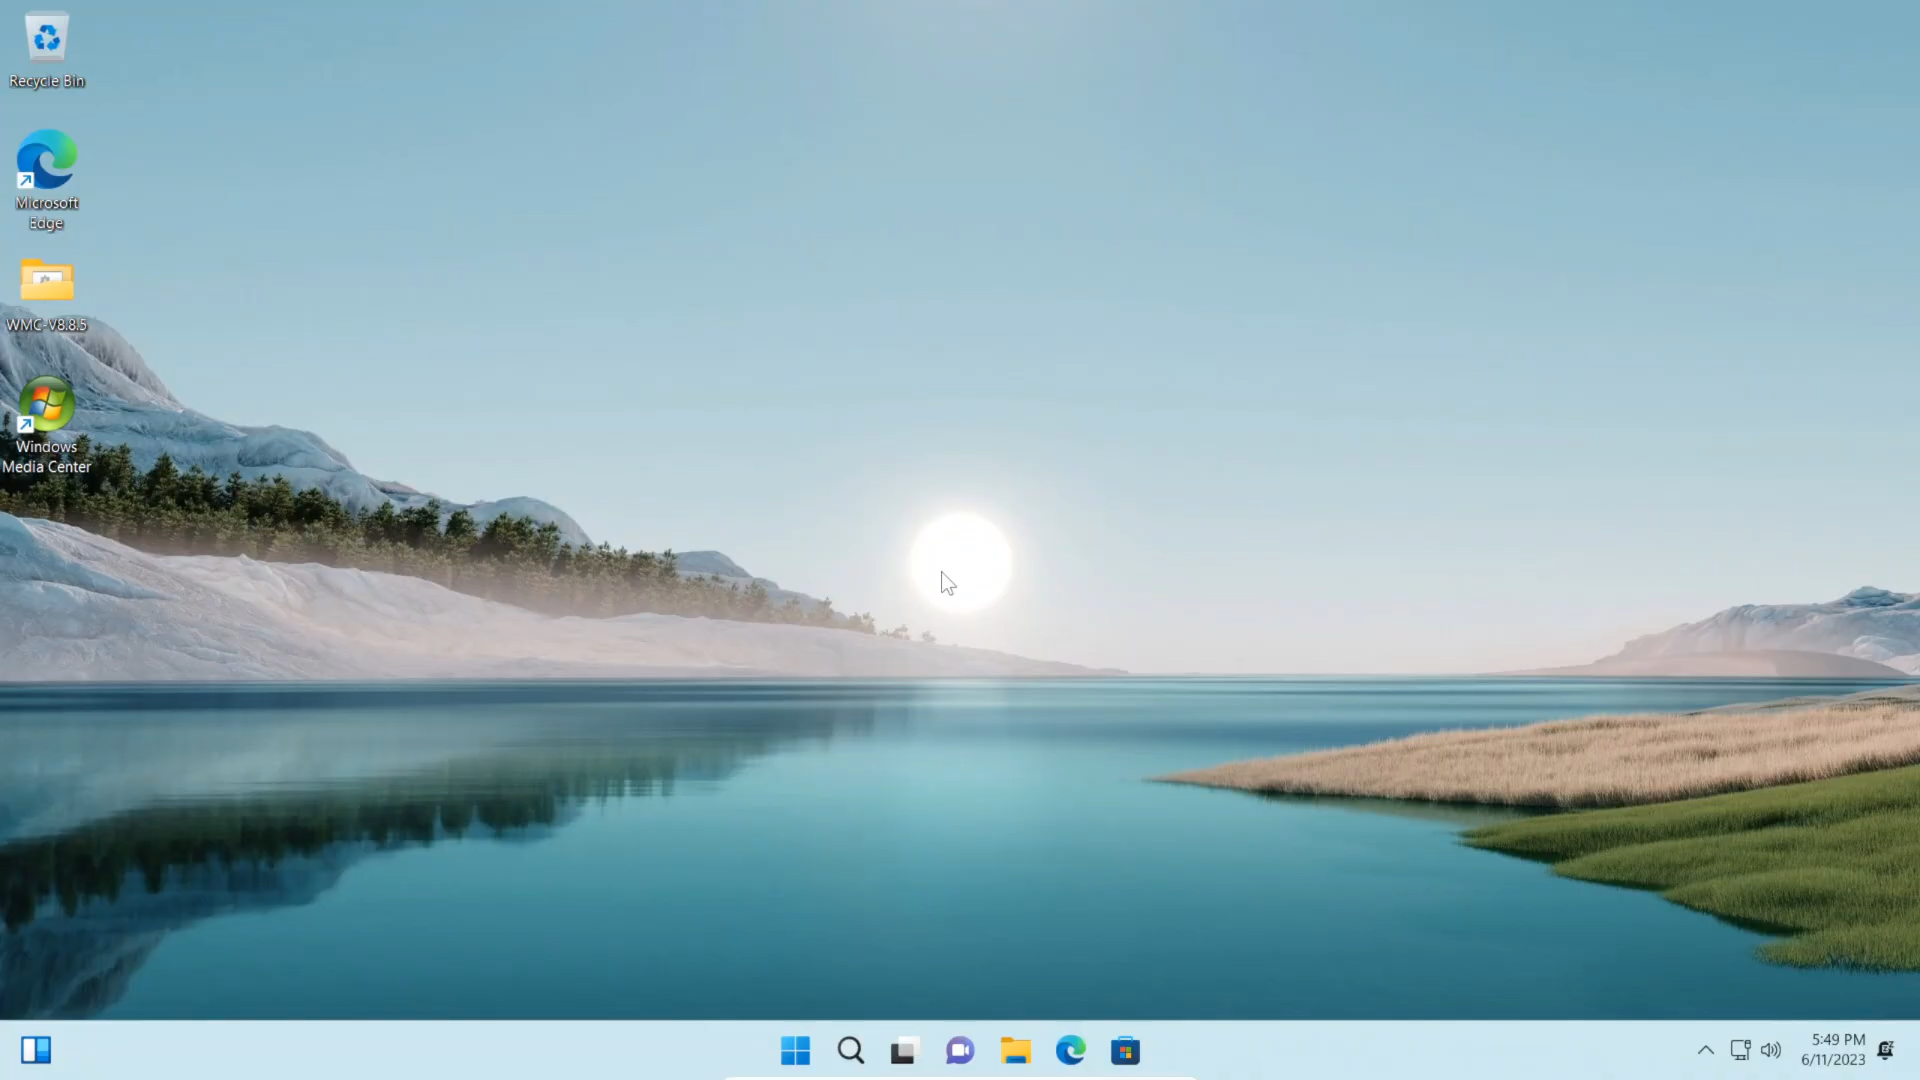 Recycle Bin
Microsoft
Edge
WMC-V8.8.5
Windows
Media Center
5:49 PM
6/11/2023